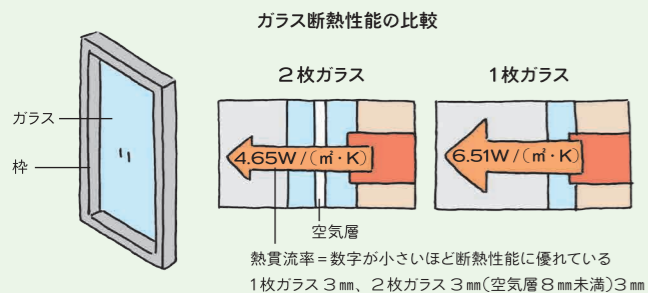 ガラス断熱性能の比較
2枚ガラス
1枚ガラス
ガラス
枠
4.65W/(㎡・K)
6.51W/(㎡・K)
空気層
熱貫流率=数字が小さいほど断熱性能に優れている
1枚ガラス3㎜、2枚ガラス3㎜(空気層8㎜未満)3㎜